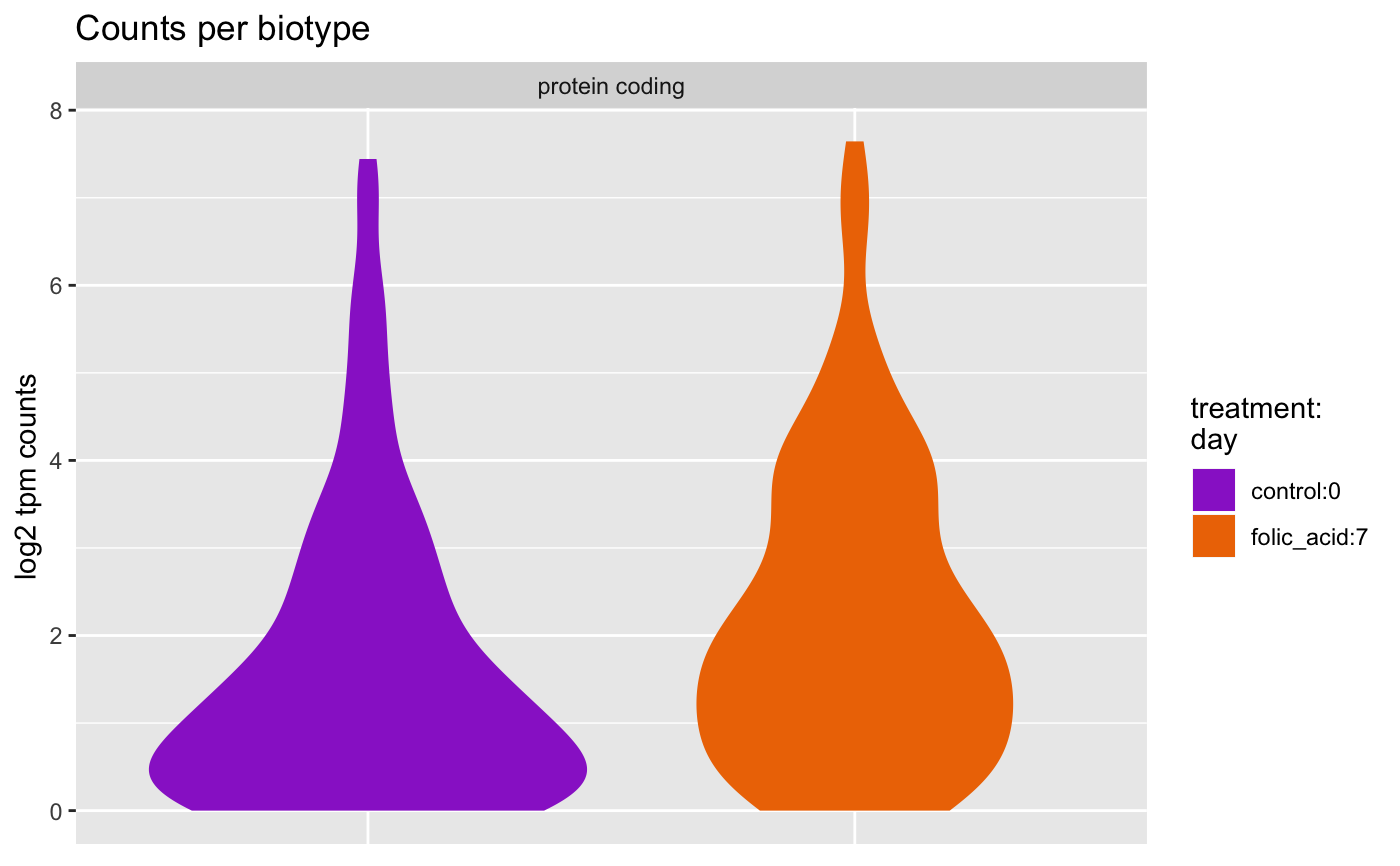 Counts per biotype
protein coding
8
6
4
2
0
log2 tpm counts
treatment:
day
control:0
folic_acid:7